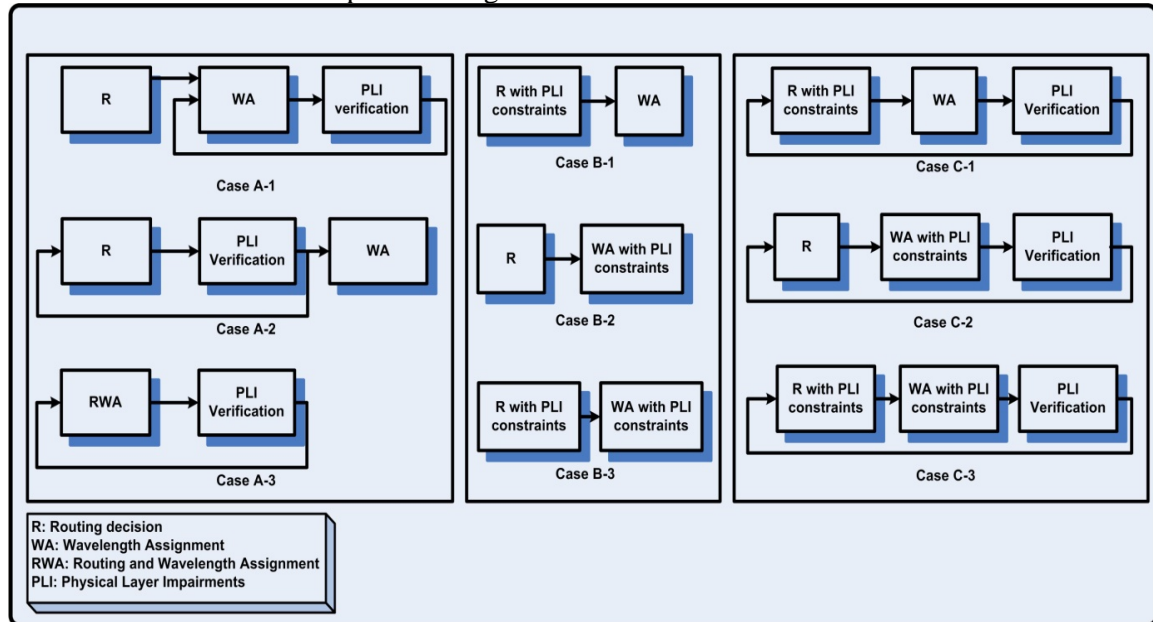 R
WA
PLI
verification
Case A-1
R
PLI
Verification
WA
Case A-2
RWA
PLI
Verification
Case A-3
R with PLI
constraints
WA
Case B-1
R
WA with PLI
constraints
Case B-2
R with PLI
constraints
WA with PLI
constraints
Case B-3
R with PLI
constraints
WA
PLI
Verification
Case C-1
R
WA with PLI
constraints
PLI
Verification
Case C-2
R with PLI
constraints
WA with PLI
constraints
PLI
Verification
Case C-3
R: Routing decision
WA: Wavelength Assignment
RWA: Routing and Wavelength Assignment
PLI: Physical Layer Impairments